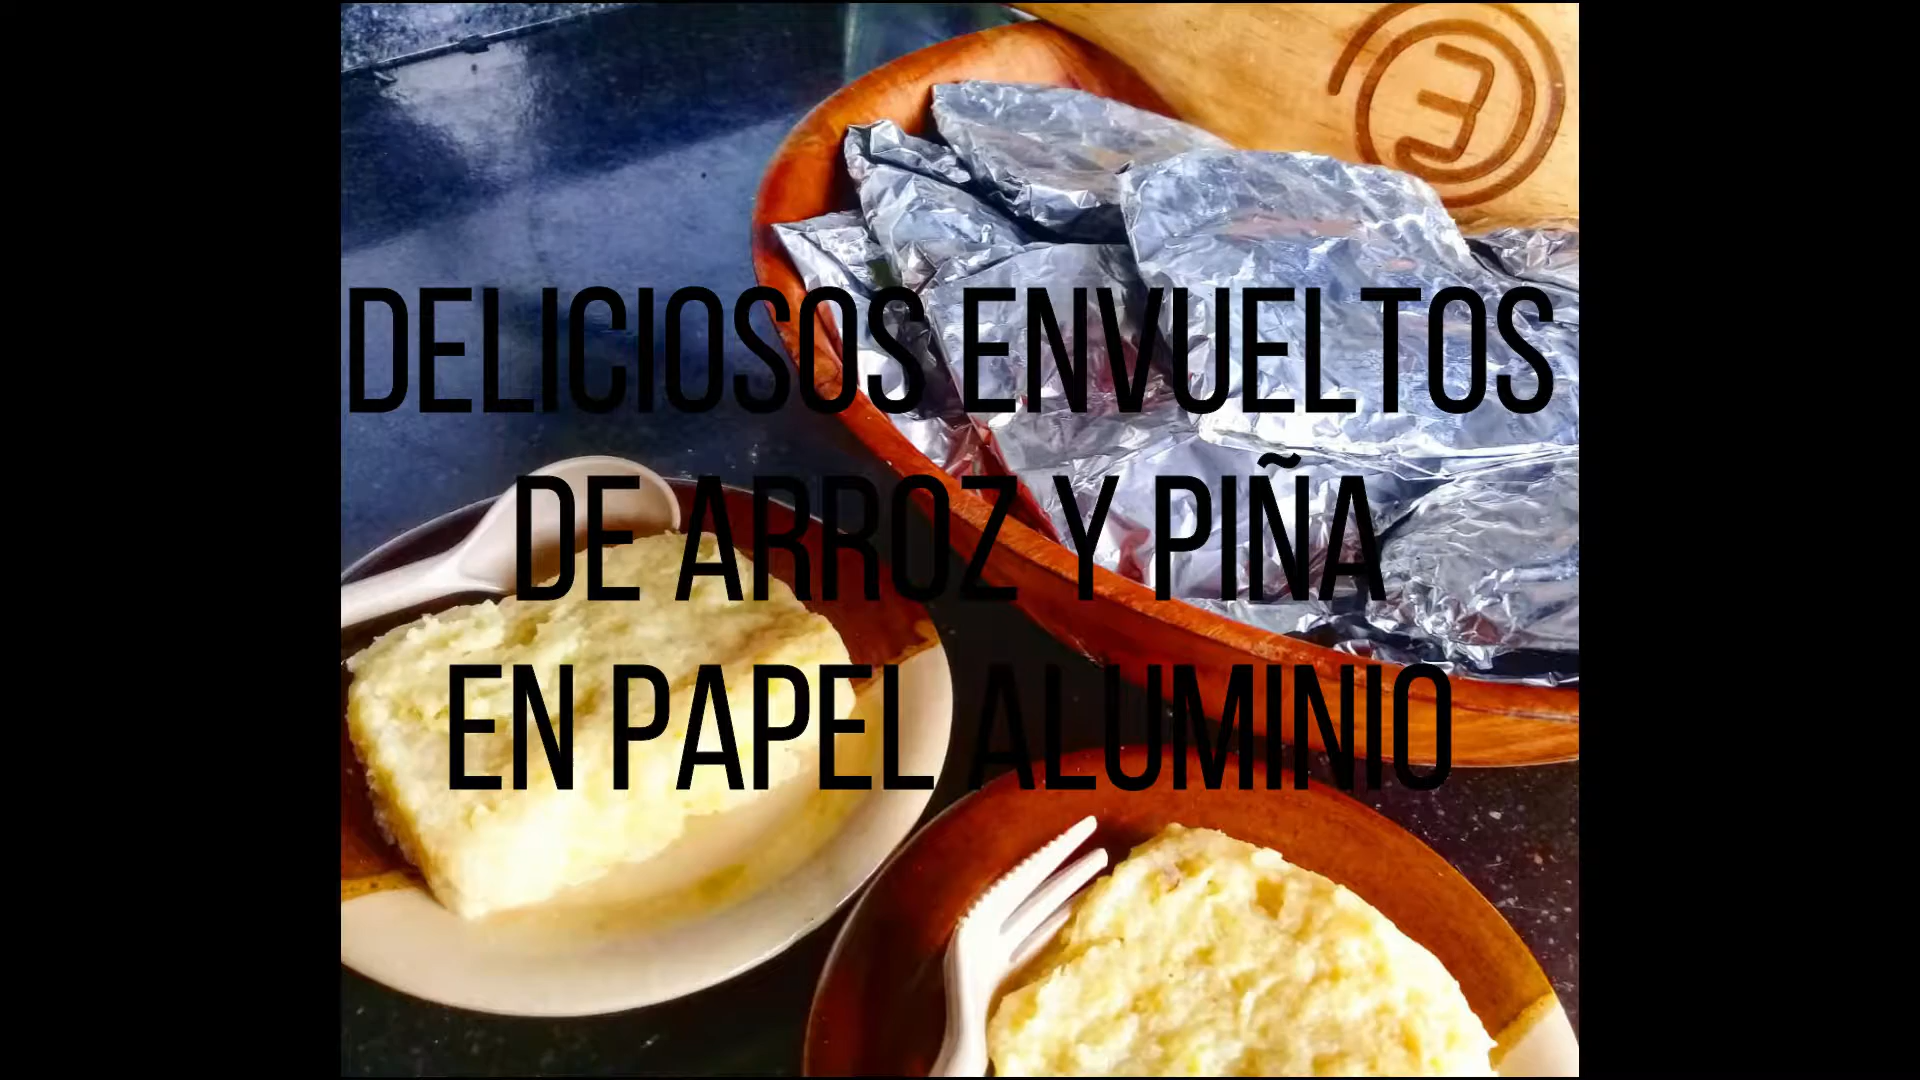 DELICIOSOS ENVUELTOS
DE ARROZ Y PIÑA
EN PAPEL ALUMINIO